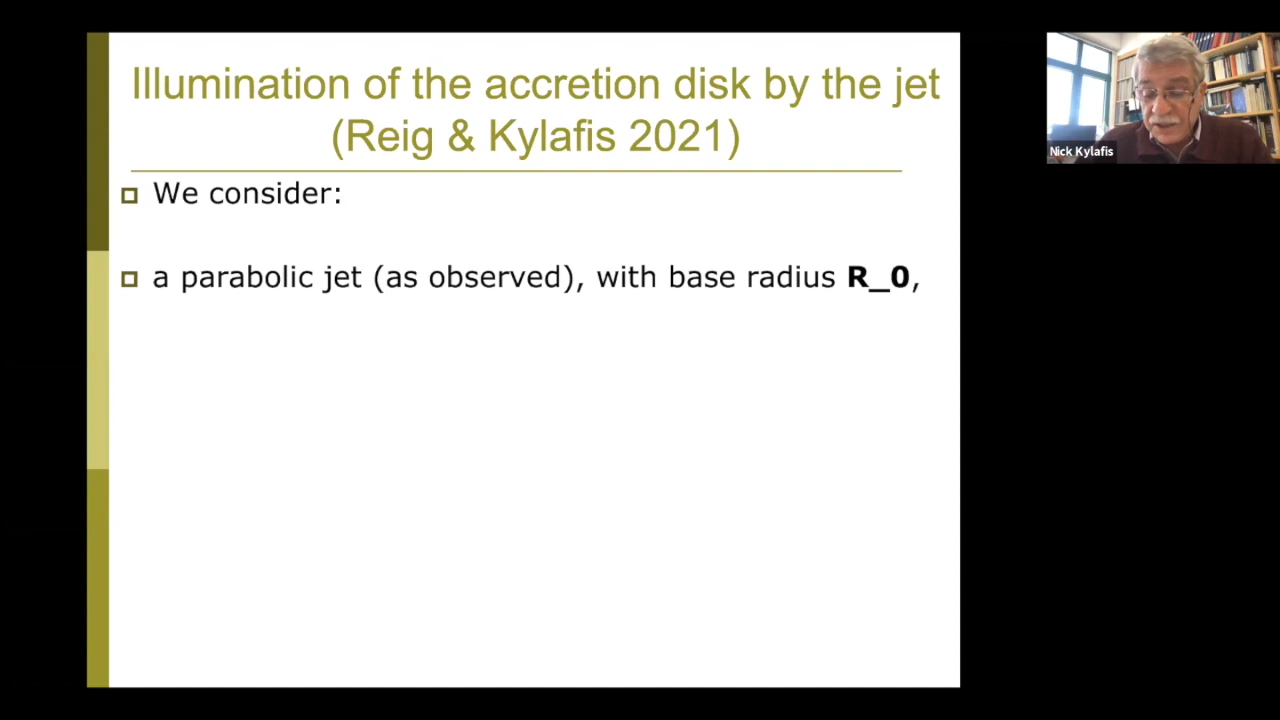 Illumination of the accretion disk by the jet
(Reig & Kylafis 2021)
We consider:
a parabolic jet (as observed), with base radius R_0,
Nick Kylafis